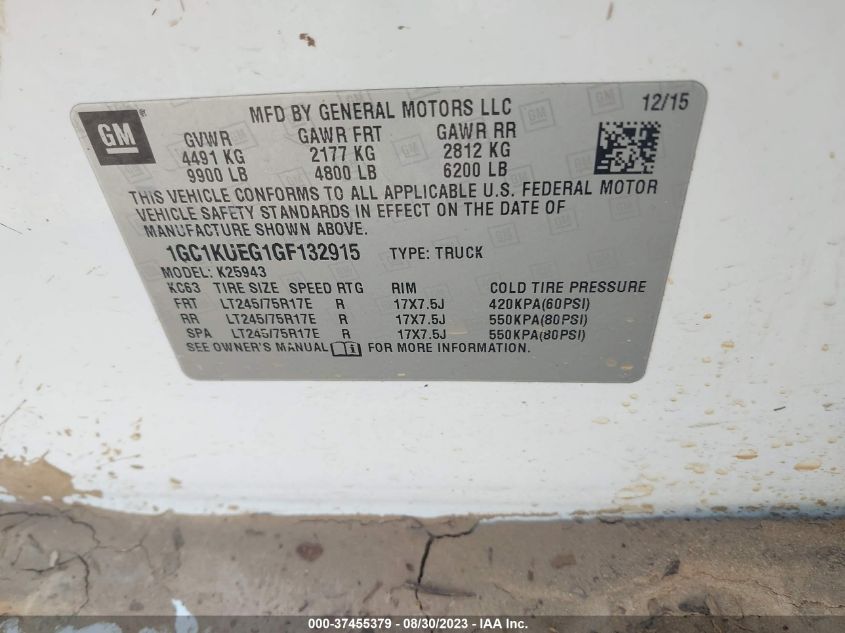 GM
MFD BY GENERAL MOTORS LLC 12/15
GVWR GAWR FRT GAWR RR
4491 KG 2177 KG 2812 KG
9900 LB 4800 LB 6200 LB
THIS VEHICLE CONFORMS TO ALL APPLICABLE U.S. FEDERAL MOTOR
VEHICLE SAFETY STANDARDS IN EFFECT ON THE DATE OF
MANUFACTURE SHOWN ABOVE.
1GC1KUEG1GF132915 TYPE: TRUCK
MODEL: K25943
KC63 TIRE SIZE SPEED RTG RIM COLD TIRE PRESSURE
FRT LT245/75R17E R 17X7.5J 420KPA(60PSI)
RR LT245/75R17E R 17X7.5J 550KPA(80PSI)
SPA LT245/75R17E R 17X7.5J 550KPA(80PSI)
SEE OWNER'S MANUAL FOR MORE INFORMATION.
000-37455379 - 08/30/2023 - IAAI Inc.